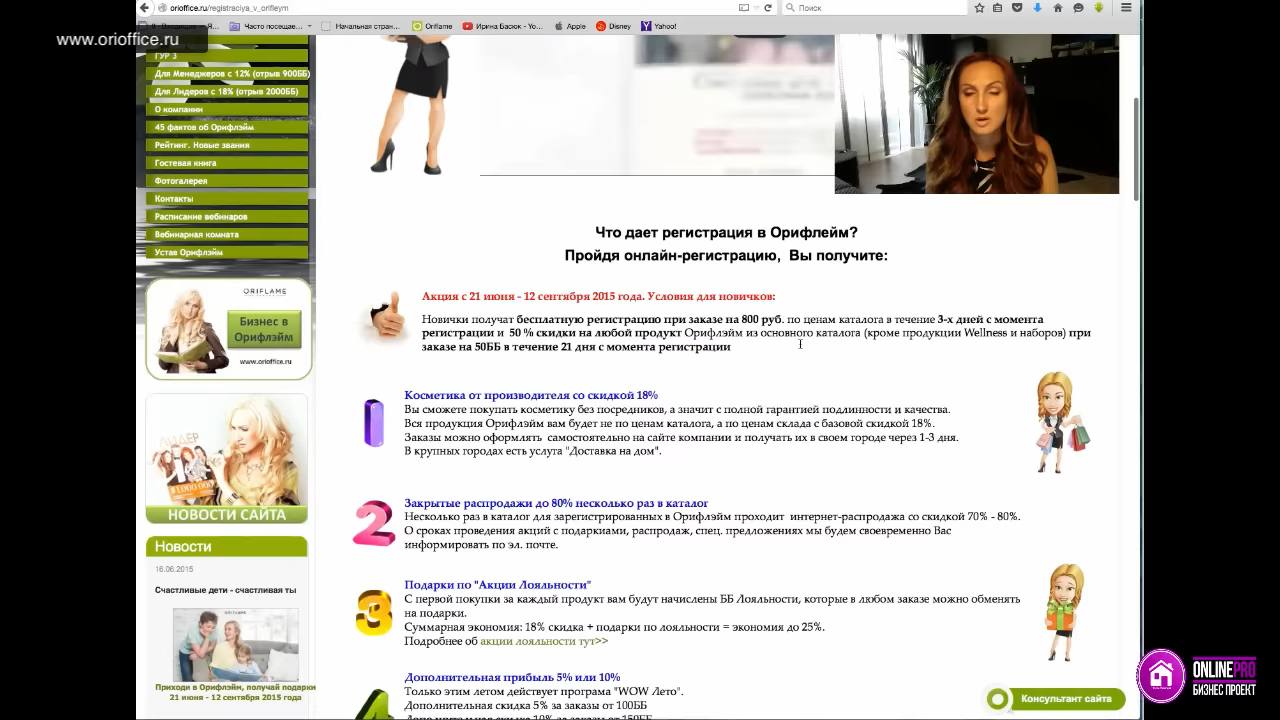 orioffice.ru/registraciya_v_orifleym
Поиск
Часто посещае...
Начальная стран...
Oriflame
Ирина Басюк - Yo...
Apple
Disney
Yahoo!
www.orioffice.ru
ТУР 3
Для Менеджеров с 12% (отрыв 900ББ)
Для Лидеров с 18% (отрыв 2000ББ)
О компании
45 фактов об Орифлэйм
Рейтинг. Новые звания
Гостевая книга
Фотогалерея
Контакты
Расписание вебинаров
Вебинарная комната
Устав Орифлэйм
ORIFLAME
Бизнес в
Орифлэйм
www.orioffice.ru
ЛИДЕР
НОВОСТИ САЙТА
Новости
16.06.2015
Счастливые дети - счастливая ты
Приходи в Орифлэйм, получай подарки
21 июня - 12 сентября 2015 года
Что дает регистрация в Орифлейм?
Пройдя онлайн-регистрацию, Вы получите:
Акция с 21 июня - 12 сентября 2015 года. Условия для новичков:
Новички получат бесплатную регистрацию при заказе на 800 руб. по ценам каталога в течение 3-х дней с момента
регистрации и 50 % скидки на любой продукт Орифлэйм из основного каталога (кроме продукции Wellness и наборов) при
заказе на 50ББ в течение 21 дня с момента регистрации
1
Косметика от производителя со скидкой 18%
Вы сможете покупать косметику без посредников, а значит с полной гарантией подлинности и качества.
Вся продукция Орифлэйм вам будет не по ценам каталога, а по ценам склада с базовой скидкой 18%.
Заказы можно оформлять самостоятельно на сайте компании и получать их в своем городе через 1-3 дня.
В крупных городах есть услуга "Доставка на дом".
2
Закрытые распродажи до 80% несколько раз в каталог
Несколько раз в каталог для зарегистрированных в Орифлэйм проходит интернет-распродажа со скидкой 70% - 80%.
О сроках проведения акций с подарками, распродаж, спец. предложениях мы будем своевременно Вас
информировать по эл. почте.
3
Подарки по "Акции Лояльности"
С первой покупки за каждый продукт вам будут начислены ББ Лояльности, которые в любом заказе можно обменять
на подарки.
Суммарная экономия: 18% скидка + подарки по лояльности = экономия до 25%.
Подробнее об акции лояльности тут>>
4
Дополнительная прибыль 5% или 10%
Только этим летом действует програма "WOW Лето".
Дополнительная скидка 5% за заказы от 100ББ
Дополнительная скидка 10% за заказы от 150ББ
Консультант сайта
ONLINEPRO
БИЗНЕС ПРОЕКТ